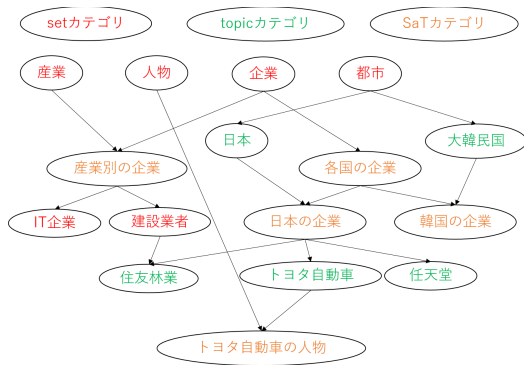 setカテゴリ
topicカテゴリ
SaTカテゴリ
産業
人物
企業
都市
日本
大韓民国
産業別の企業
各国の企業
IT企業
建設業者
日本の企業
韓国の企業
住友林業
トヨタ自動車
任天堂
トヨタ自動車の人物